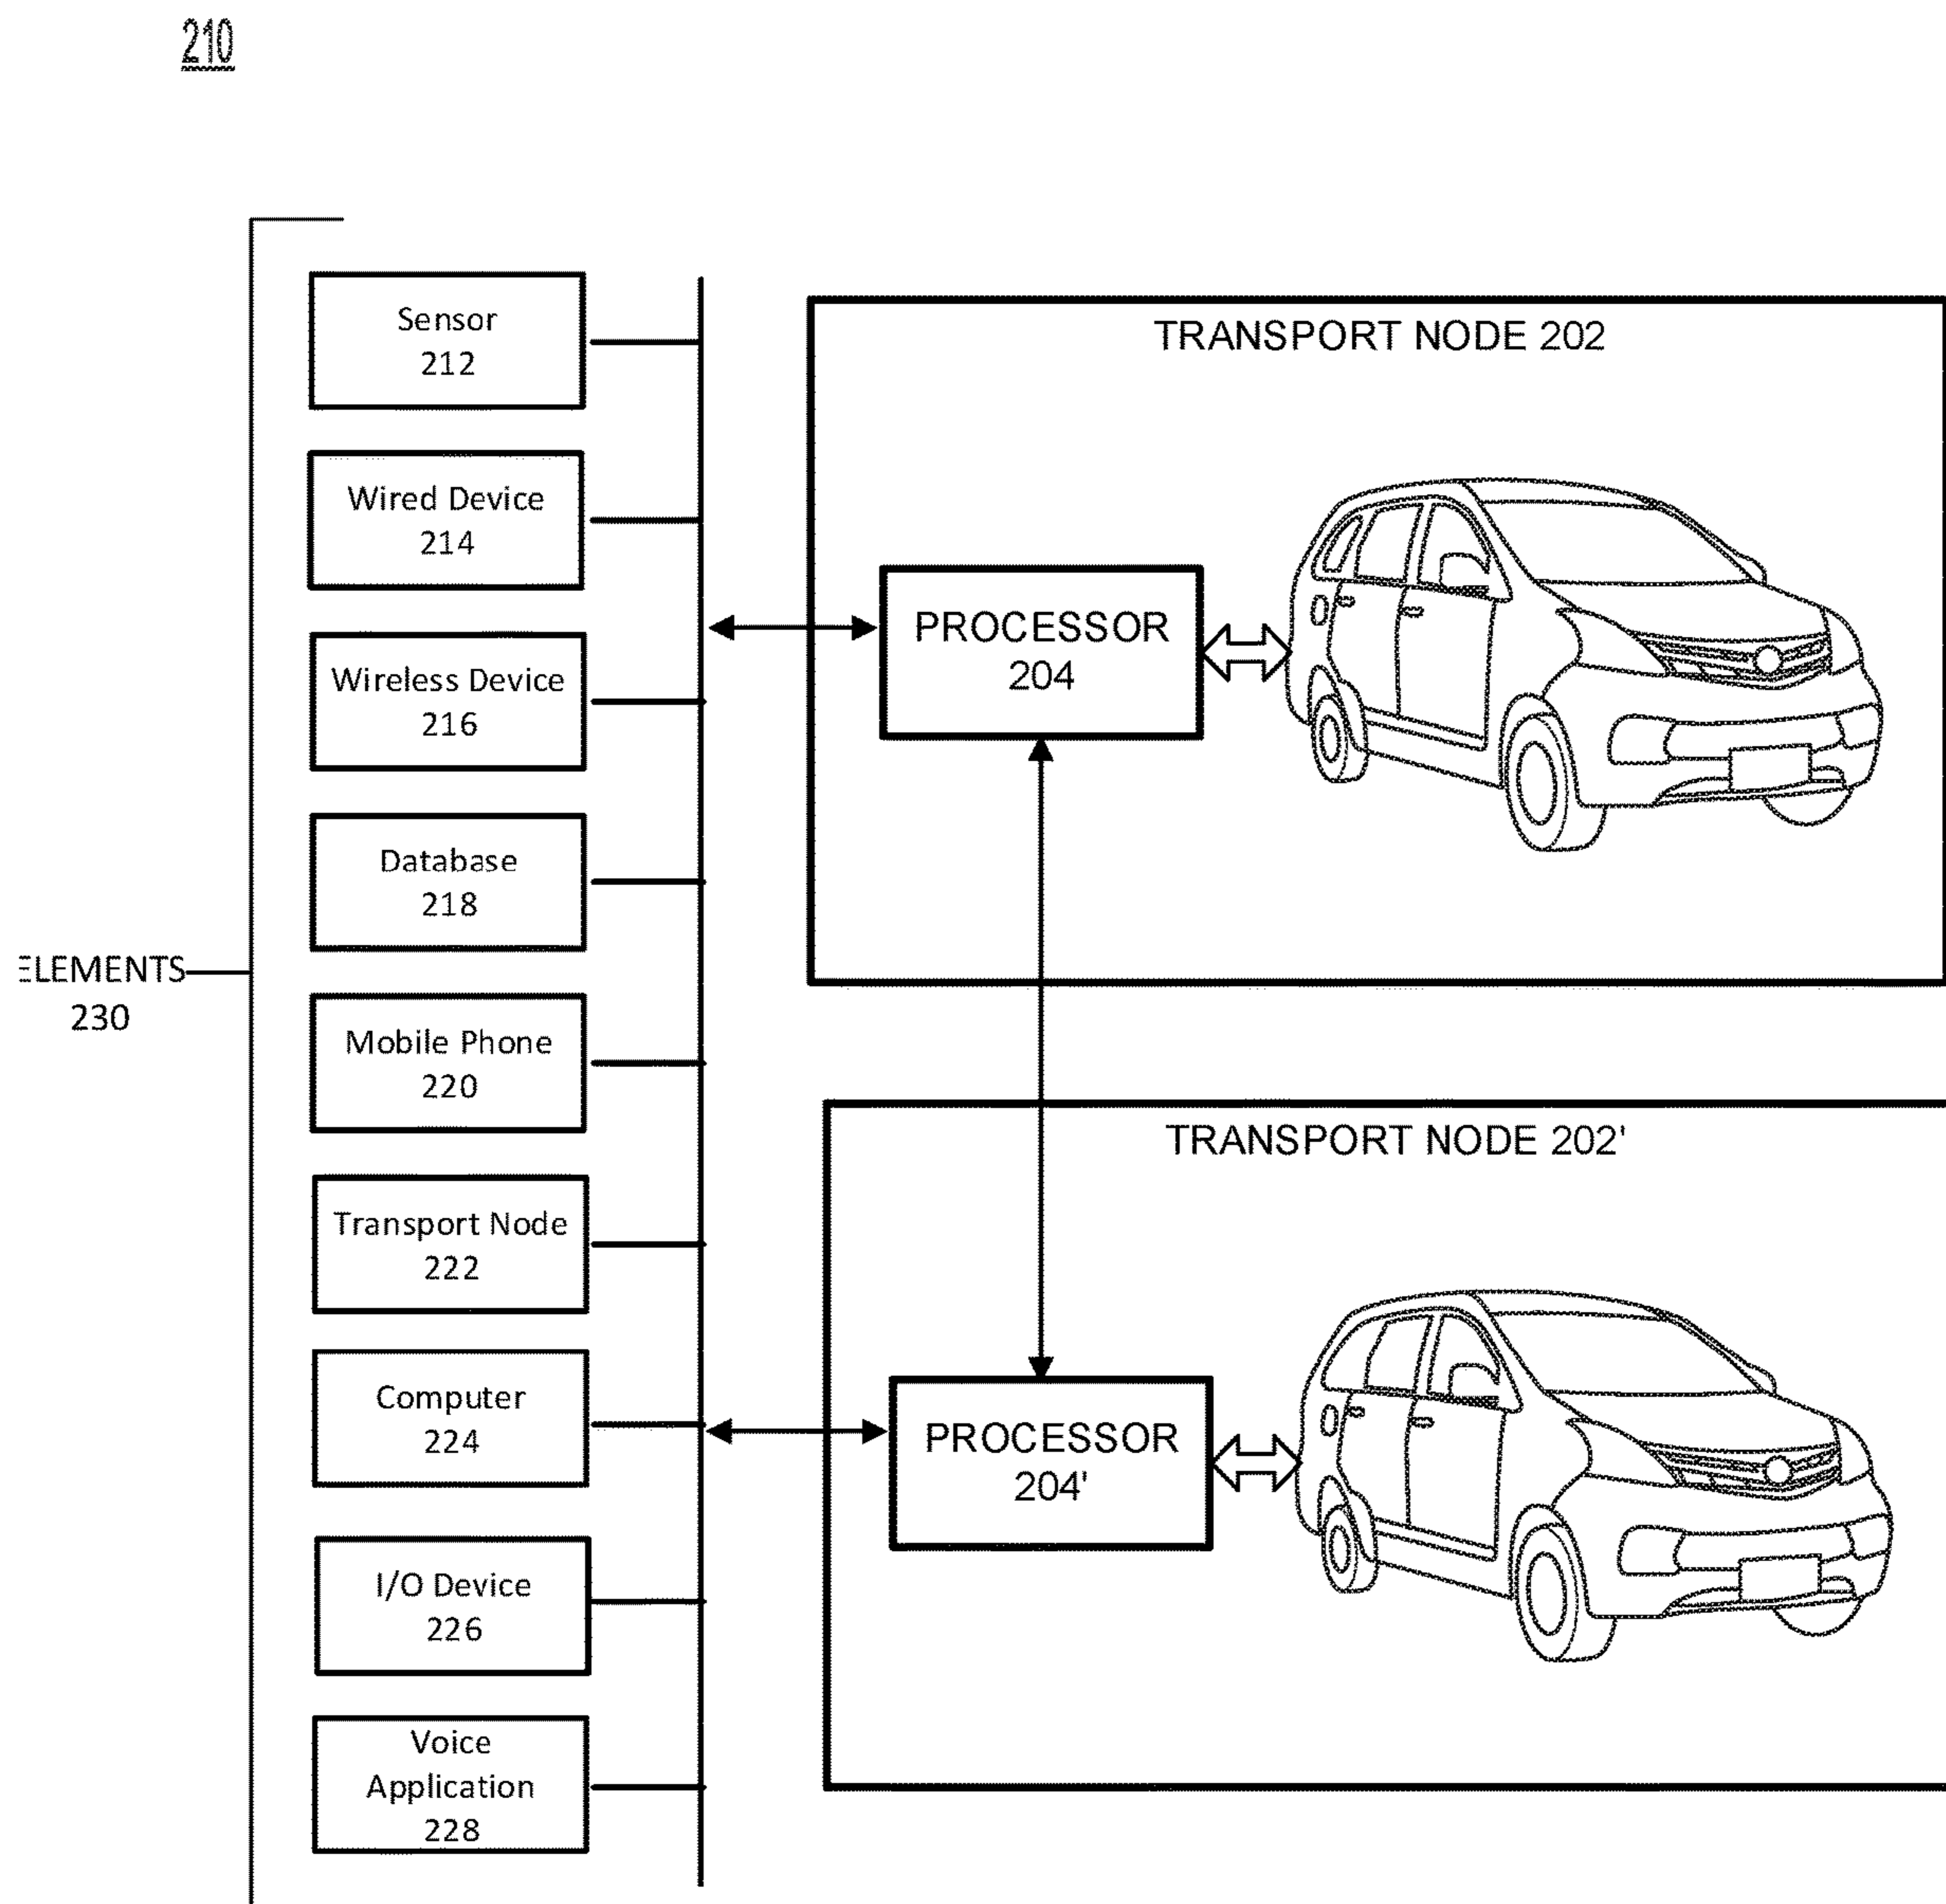 210
Sensor
212
Wired Device
214
Wireless Device
216
Database
218
Mobile Phone
220
Transport Node
222
Computer
224
I/O Device
226
Voice
Application
228
ELEMENTS
230
TRANSPORT NODE 202
PROCESSOR
204
TRANSPORT NODE 202'
PROCESSOR
204'